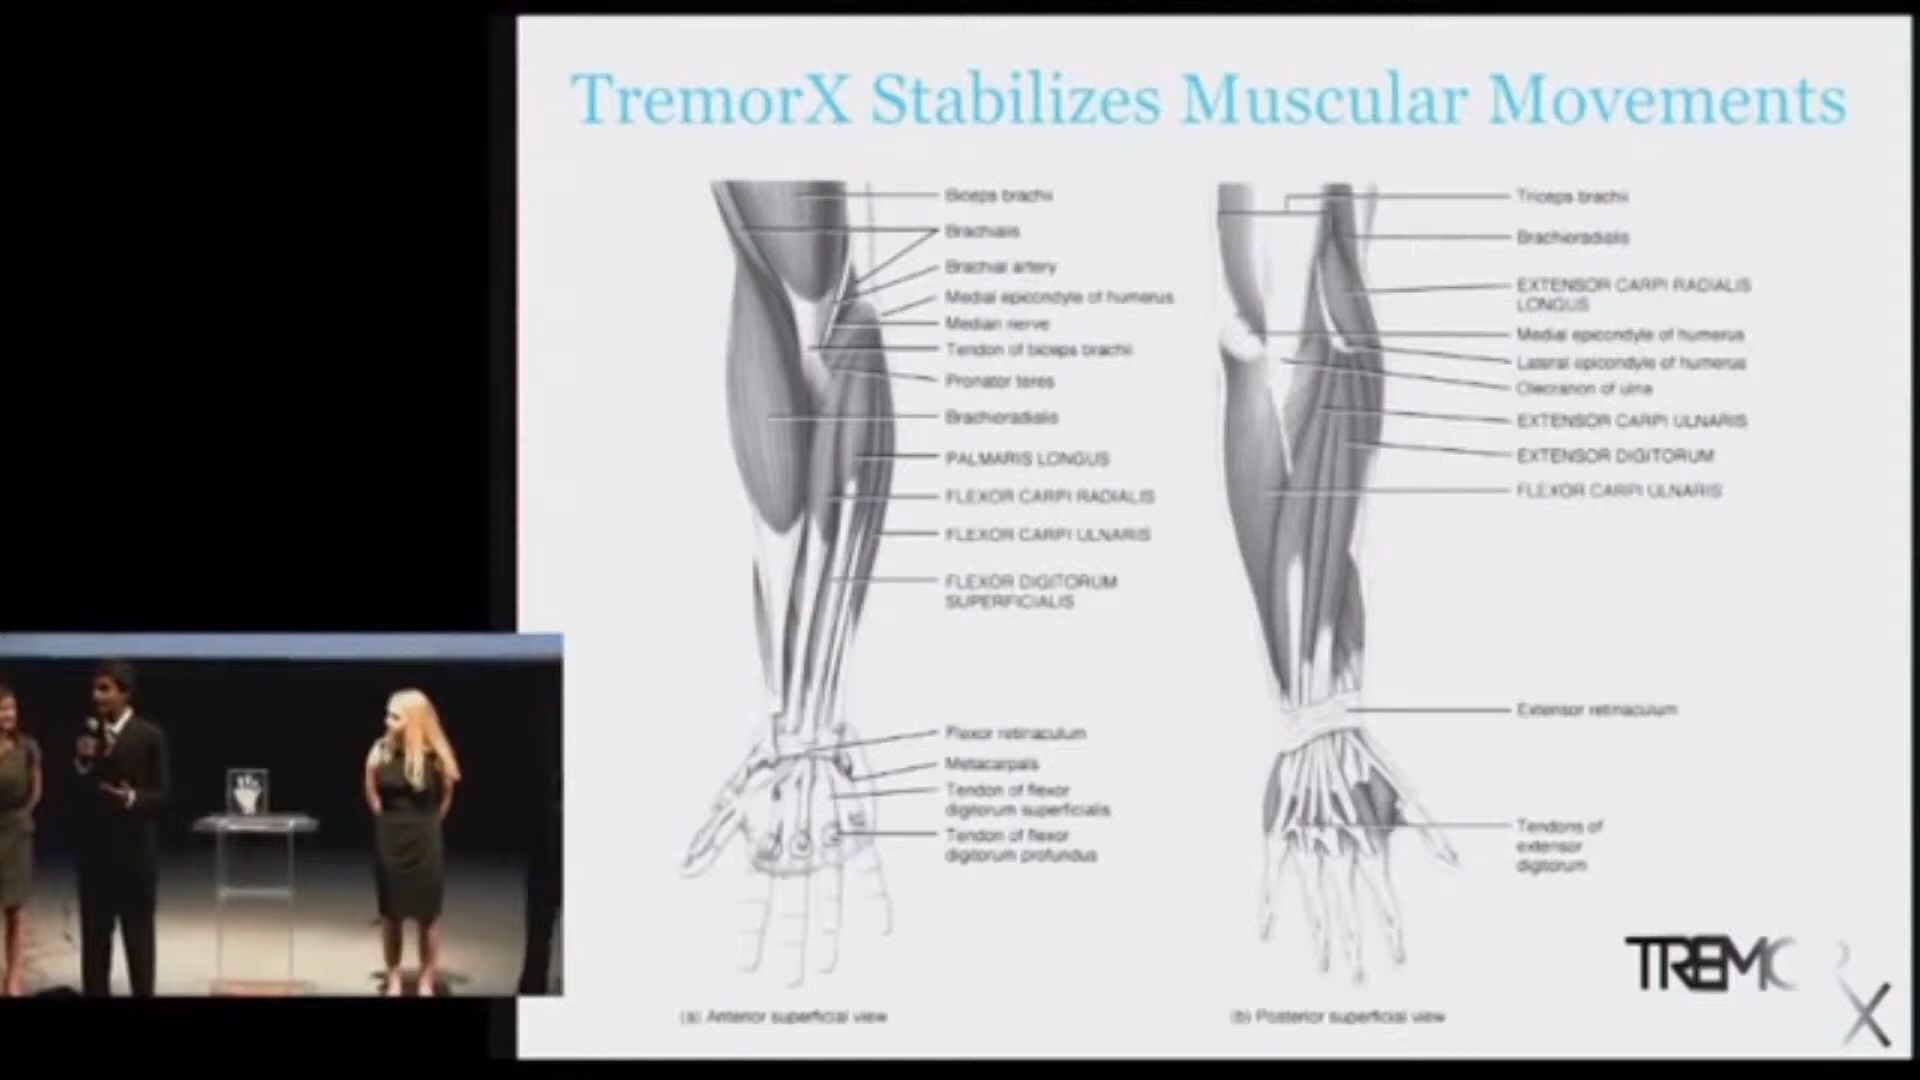 TremorX Stabilizes Muscular Movements
Biceps brachii
Brachialis
Brachial artery
Medial epicondyle of humerus
Median nerve
Tendon of biceps brachii
Pronator teres
Brachioradialis
PALMARIS LONGUS
FLEXOR CARPI RADIALIS
FLEXOR CARPI ULNARIS
FLEXOR DIGITORUM
SUPERFICIALIS
Flexor retinaculum
Metacarpals
Tendon of flexor
digitorum superficialis
Tendon of flexor
digitorum profundus
(a) Anterior superficial view
Triceps brachii
Brachioradialis
EXTENSOR CARPI RADIALIS
LONGUS
Medial epicondyle of humerus
Lateral epicondyle of humerus
Olecranon of ulna
EXTENSOR CARPI ULNARIS
EXTENSOR DIGITORUM
FLEXOR CARPI ULNARIS
Extensor retinaculum
Tendons of
extensor
digitorum
(b) Posterior superficial view
TREMOR
X